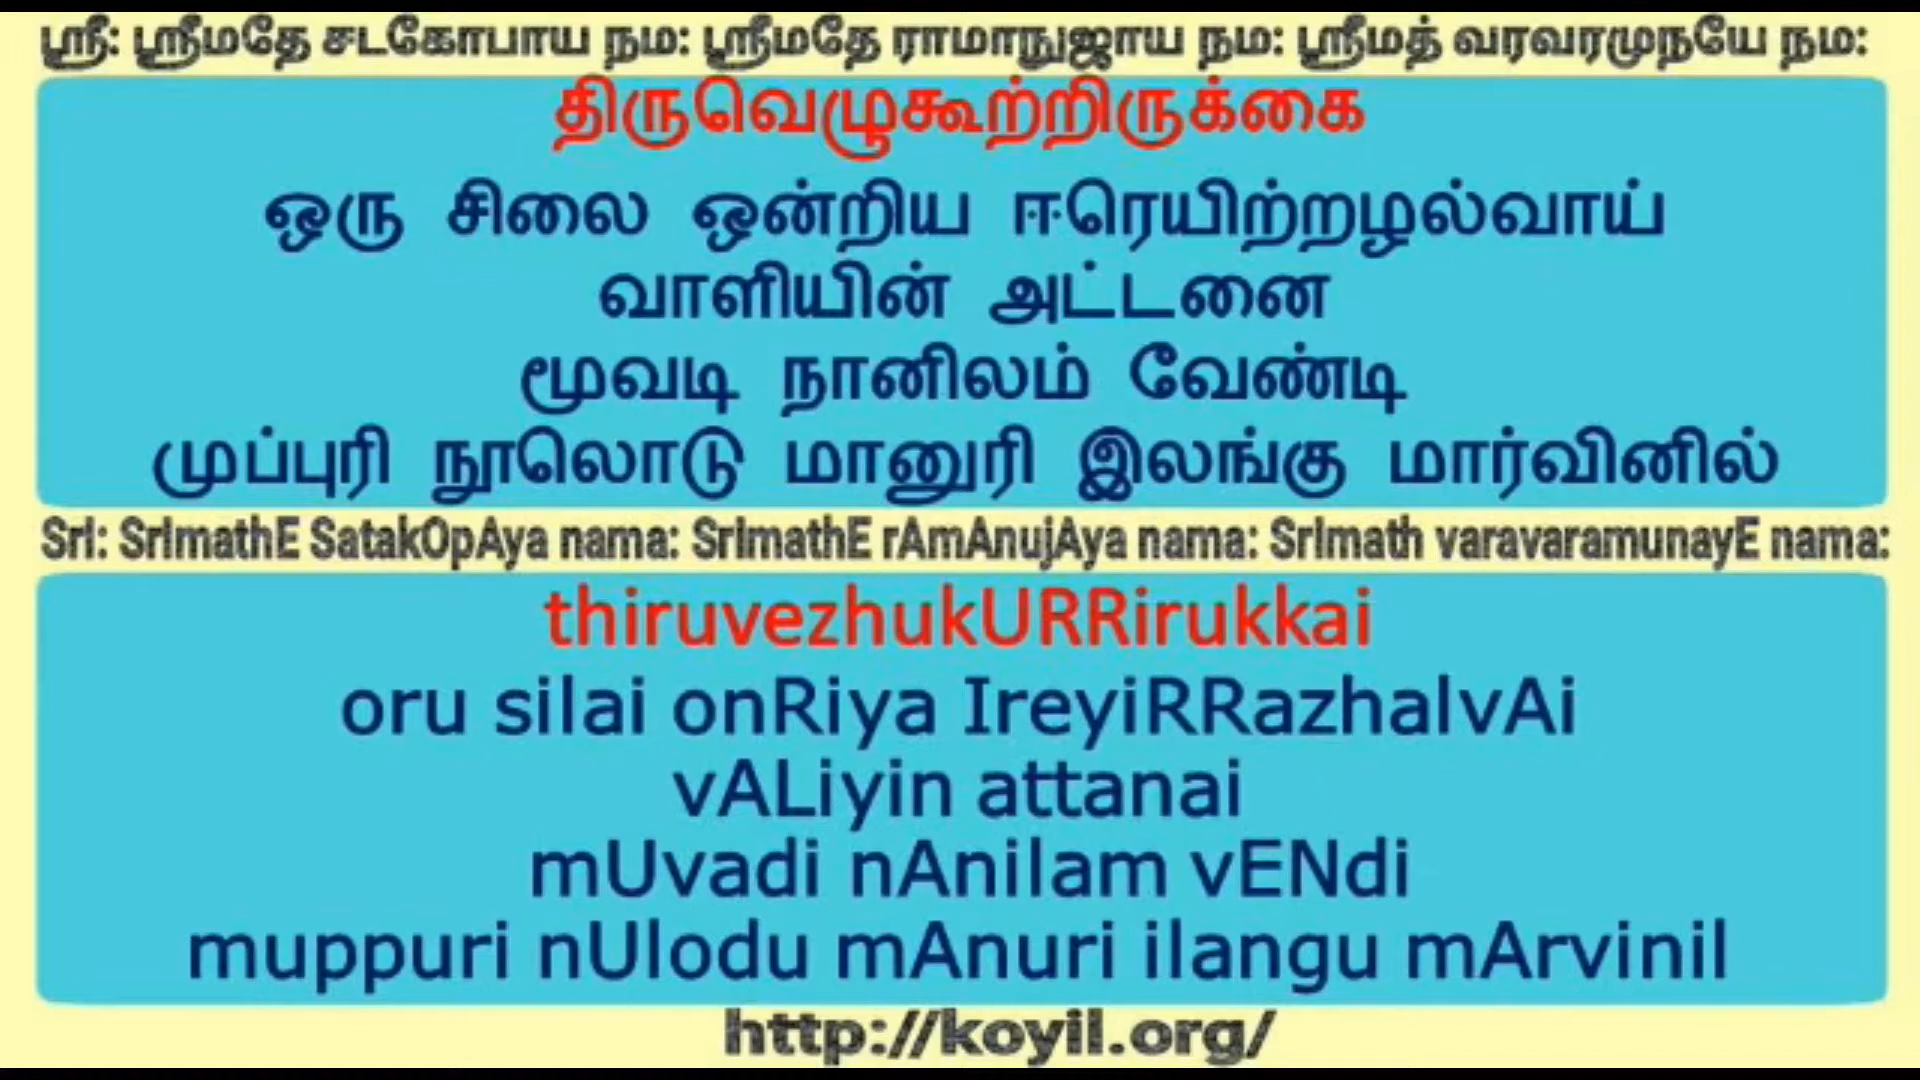 ஸ்ரீ: ஸ்ரீமதே சடகோபாய நம: ஸ்ரீமதே ராமாநுஜாய நம: ஸ்ரீமத் வரவரமுநயே நம:
திருவெழுகூற்றிருக்கை
ஒரு சிலை ஒன்றிய ஈரெயிற்றழல்வாய்
வாளியின் அட்டனை
மூவடி நானிலம் வேண்டி
முப்புரி நூலொடு மானுரி இலங்கு மார்வினில்
SrI: SrImathE SatakOpAya nama: SrImathE rAmAnujAya nama: SrImath varavaramunayE nama:
thiruvezhukURRirukkai
oru silai onRiya IreyiRRazhalvAi
vALiyin attanai
mUvadi nAnilam vENdi
muppuri nUlodu mAnuri ilangu mArvinil
http://koyil.org/